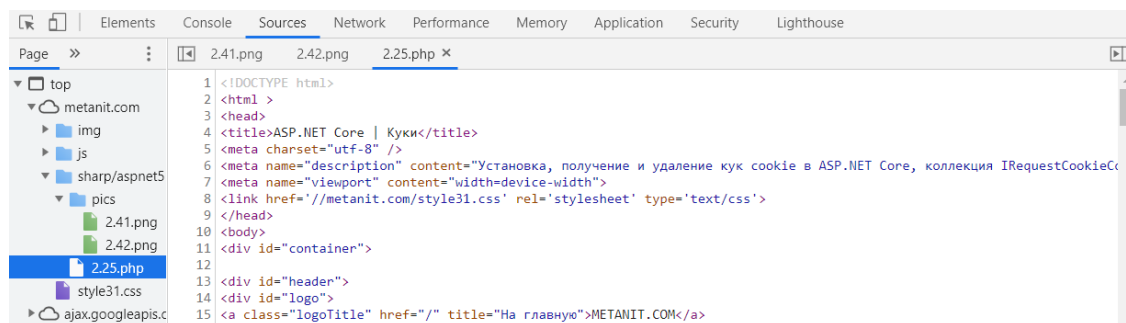 Elements Console Sources Network Performance Memory Application Security Lighthouse
Page » 2.41.png 2.42.png 2.25.php ×
top
metanit.com
img
js
sharp/aspnet5
pics
2.41.png
2.42.png
2.25.php
style31.css
ajax.googleapis.c
1 <!DOCTYPE html>
2 <html >
3 <head>
4 <title>ASP.NET Core | Куки</title>
5 <meta charset="utf-8" />
6 <meta name="description" content="Установка, получение и удаление кук cookie в ASP.NET Core, коллекция IRequestCookieCo
7 <meta name="viewport" content="width=device-width">
8 <link href='//metanit.com/style31.css' rel='stylesheet' type='text/css'>
9 </head>
10 <body>
11 <div id="container">
12
13 <div id="header">
14 <div id="logo">
15 <a class="logoTitle" href="/" title="На главную">METANIT.COM</a>